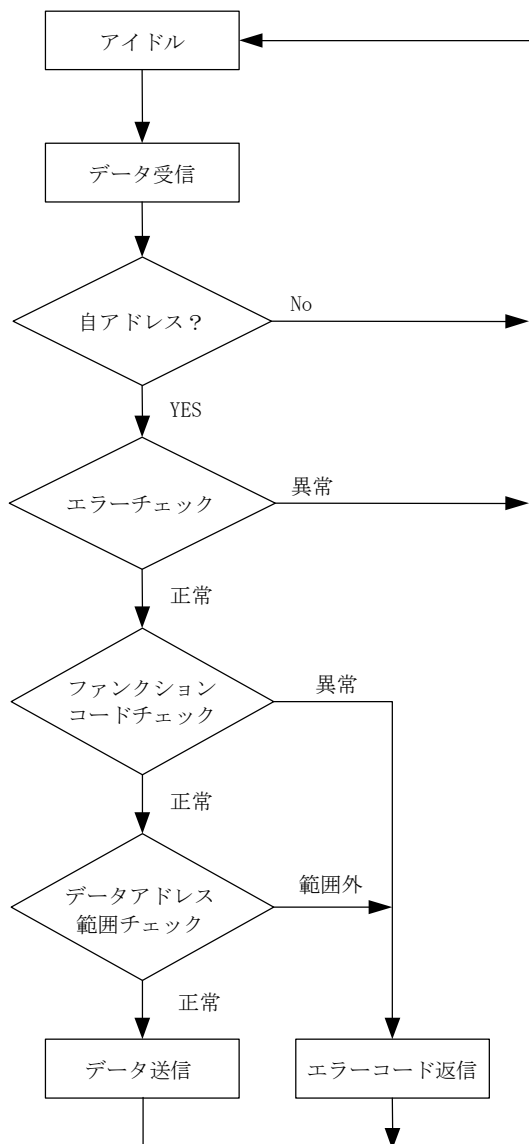 アイドル
データ受信
自アドレス？
No
YES
エラーチェック
異常
正常
ファンクション
コードチェック
異常
正常
データアドレス
範囲チェック
範囲外
正常
データ送信
エラーコード返信